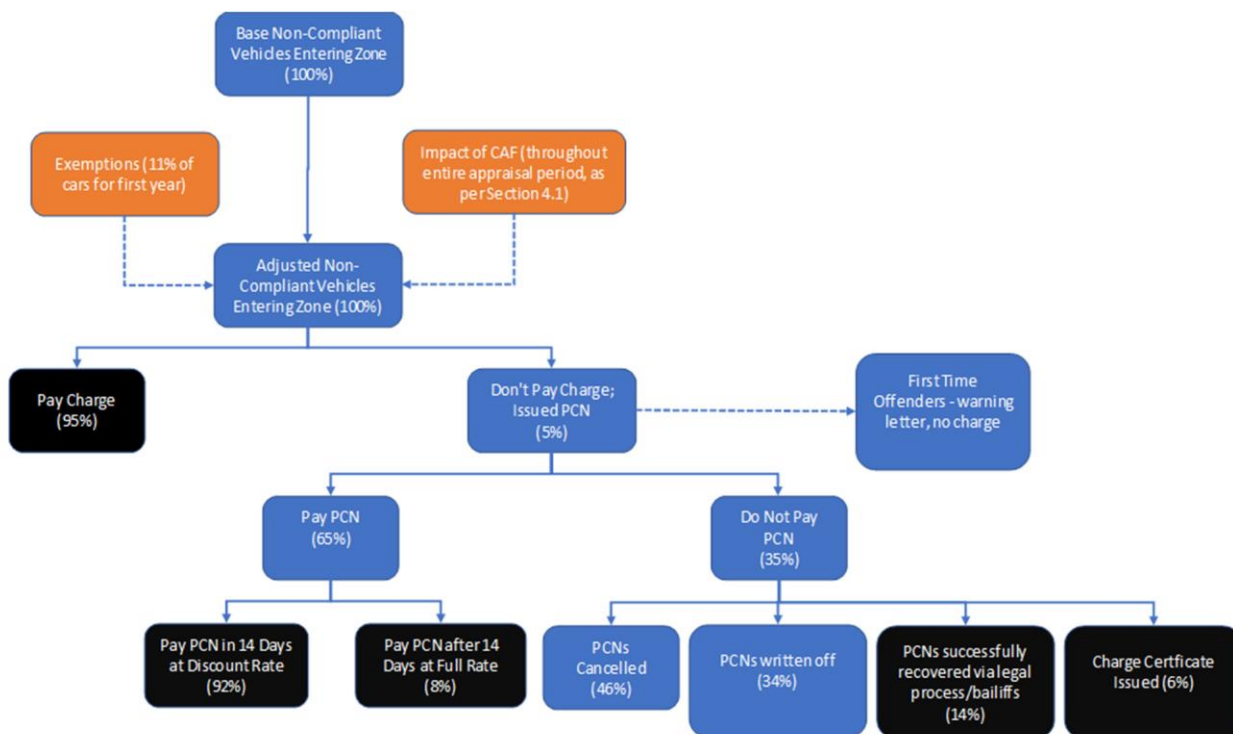 Base Non-Compliant
Vehicles Entering Zone
(100%)
Exemptions (11% of
cars for first year)
Impact of CAF (throughout
entire appraisal period, as
per Section 4.1)
Adjusted Non-
Compliant Vehicles
Entering Zone (100%)
Pay Charge
(95%)
Don't Pay Charge;
Issued PCN
(5%)
First Time
Offenders - warning
letter, no charge
Pay PCN
(65%)
Do Not Pay
PCN
(35%)
Pay PCN in 14 Days
at Discount Rate
(92%)
Pay PCN after 14
Days at Full Rate
(8%)
PCNs
Cancelled
(46%)
PCNs written off
(34%)
PCNs successfully
recovered via legal
process/bailiffs
(14%)
Charge Certficate
Issued (6%)